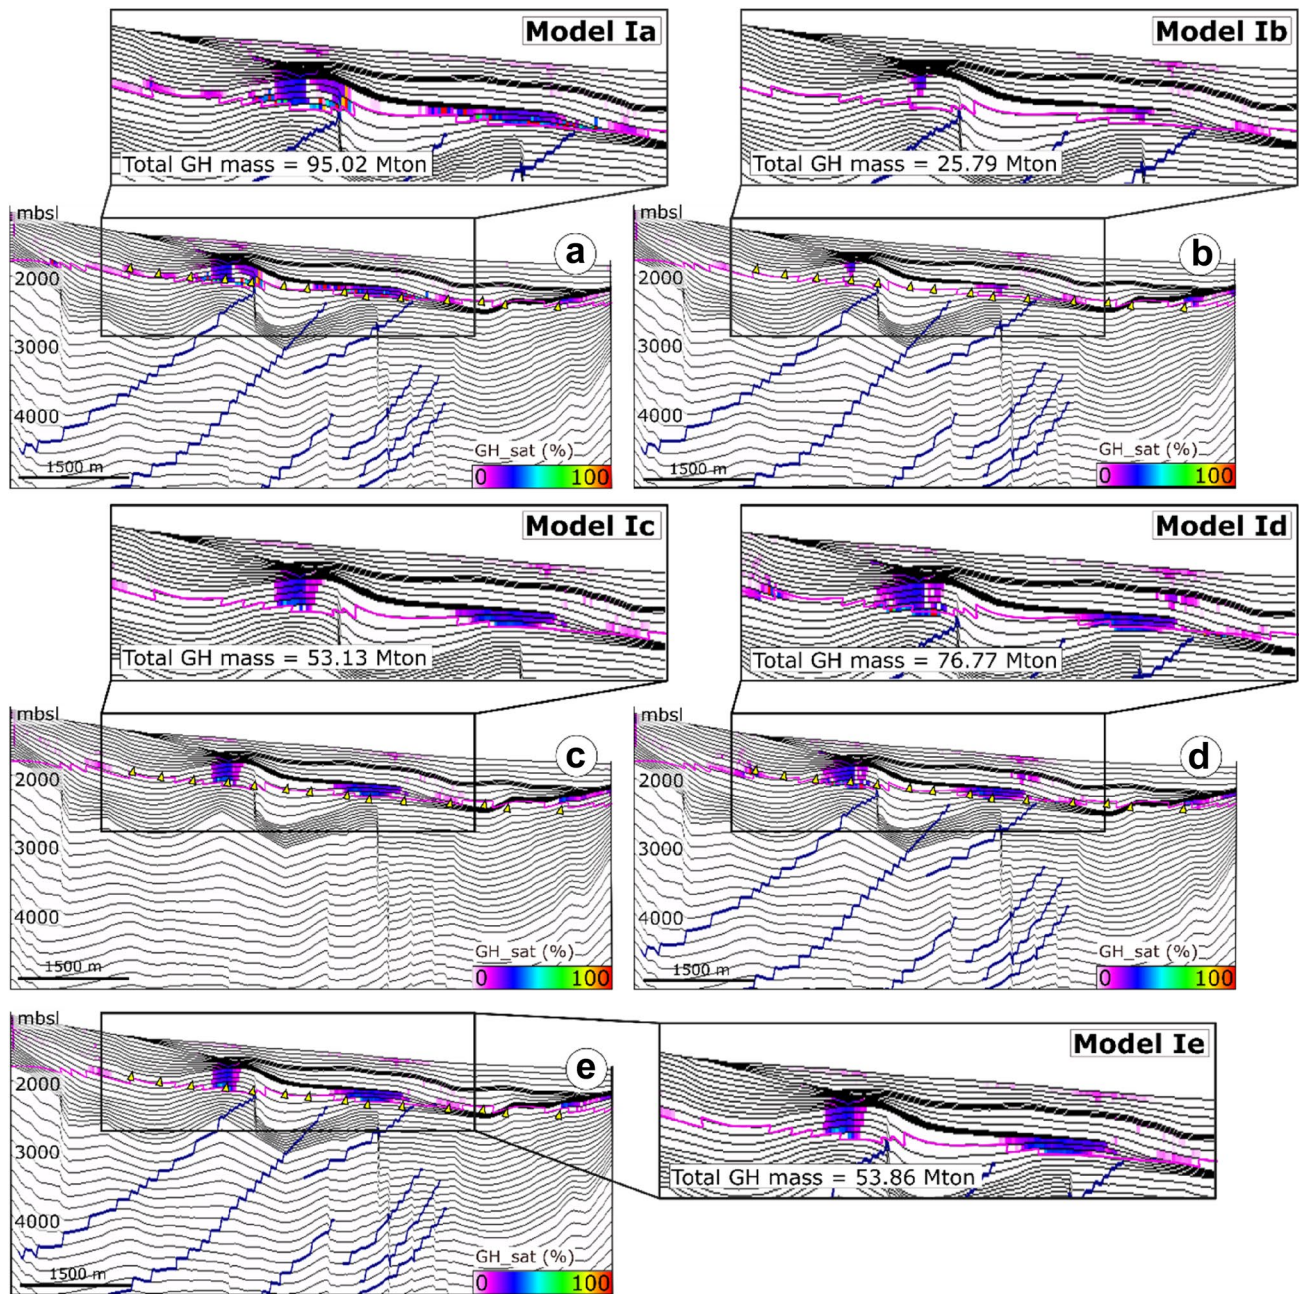 Model Ia
Total GH mass = 95.02 Mton
Model Ib
Total GH mass = 25.79 Mton
mbsl
a
2000
3000
4000
1500 m
GH_sat (%)
0 100
mbsl
b
2000
3000
4000
1500 m
GH_sat (%)
0 100
Model Ic
Total GH mass = 53.13 Mton
Model Id
Total GH mass = 76.77 Mton
mbsl
c
2000
3000
4000
1500 m
GH_sat (%)
0 100
mbsl
d
2000
3000
4000
1500 m
GH_sat (%)
0 100
mbsl
e
2000
3000
4000
1500 m
GH_sat (%)
0 100
Model Ie
Total GH mass = 53.86 Mton